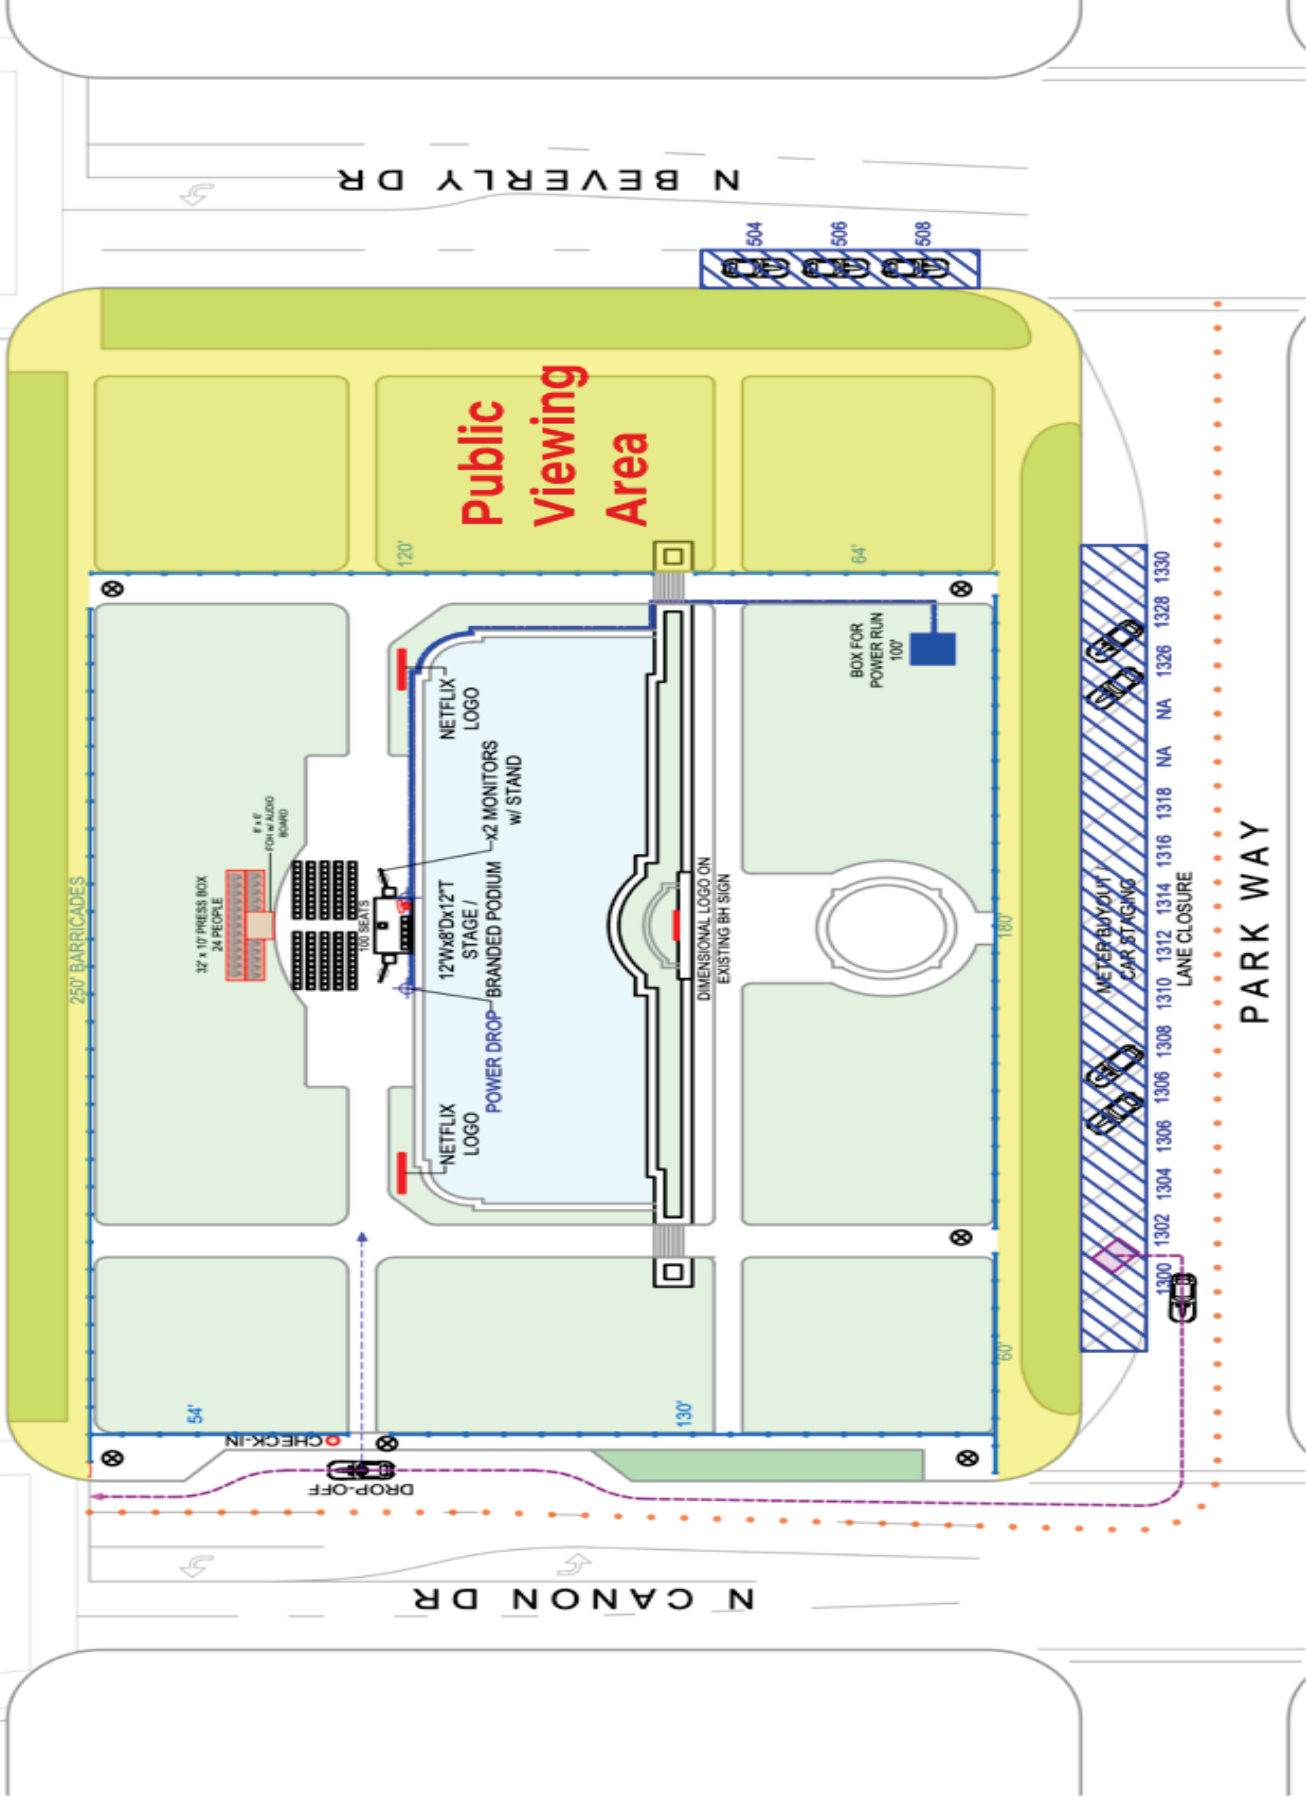 N BEVERLY DR
504
506
508
Public
Viewing
Area
120'
64'
250' BARRICADES
32' x 10' PRESS BOX
24 PEOPLE
8' x 6'
FOH w/ AUDIO
BOARD
100 SEATS
NETFLIX
LOGO
x2 MONITORS
w/ STAND
12'Wx8'Dx12"T
STAGE /
BRANDED PODIUM
POWER DROP
NETFLIX
LOGO
DIMENSIONAL LOGO ON
EXISTING BH SIGN
BOX FOR
POWER RUN
100'
180'
60'
54'
130'
CHECK-IN
DROP-OFF
METER BUYOUT /
CAR STAGING
1300 1302 1304 1306 1306 1308 1310 1312 1314 1316 1318 NA NA 1326 1328 1330
LANE CLOSURE
PARK WAY
N CANON DR